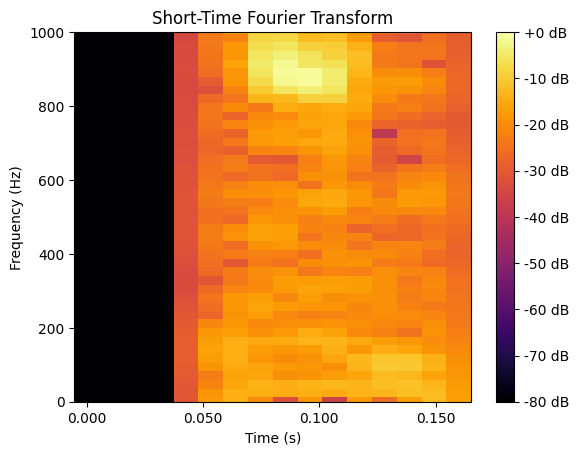 Short-Time Fourier Transform
Frequency (Hz)
1000
800
600
400
200
0
0.000
0.050
0.100
0.150
Time (s)
+0 dB
-10 dB
-20 dB
-30 dB
-40 dB
-50 dB
-60 dB
-70 dB
-80 dB